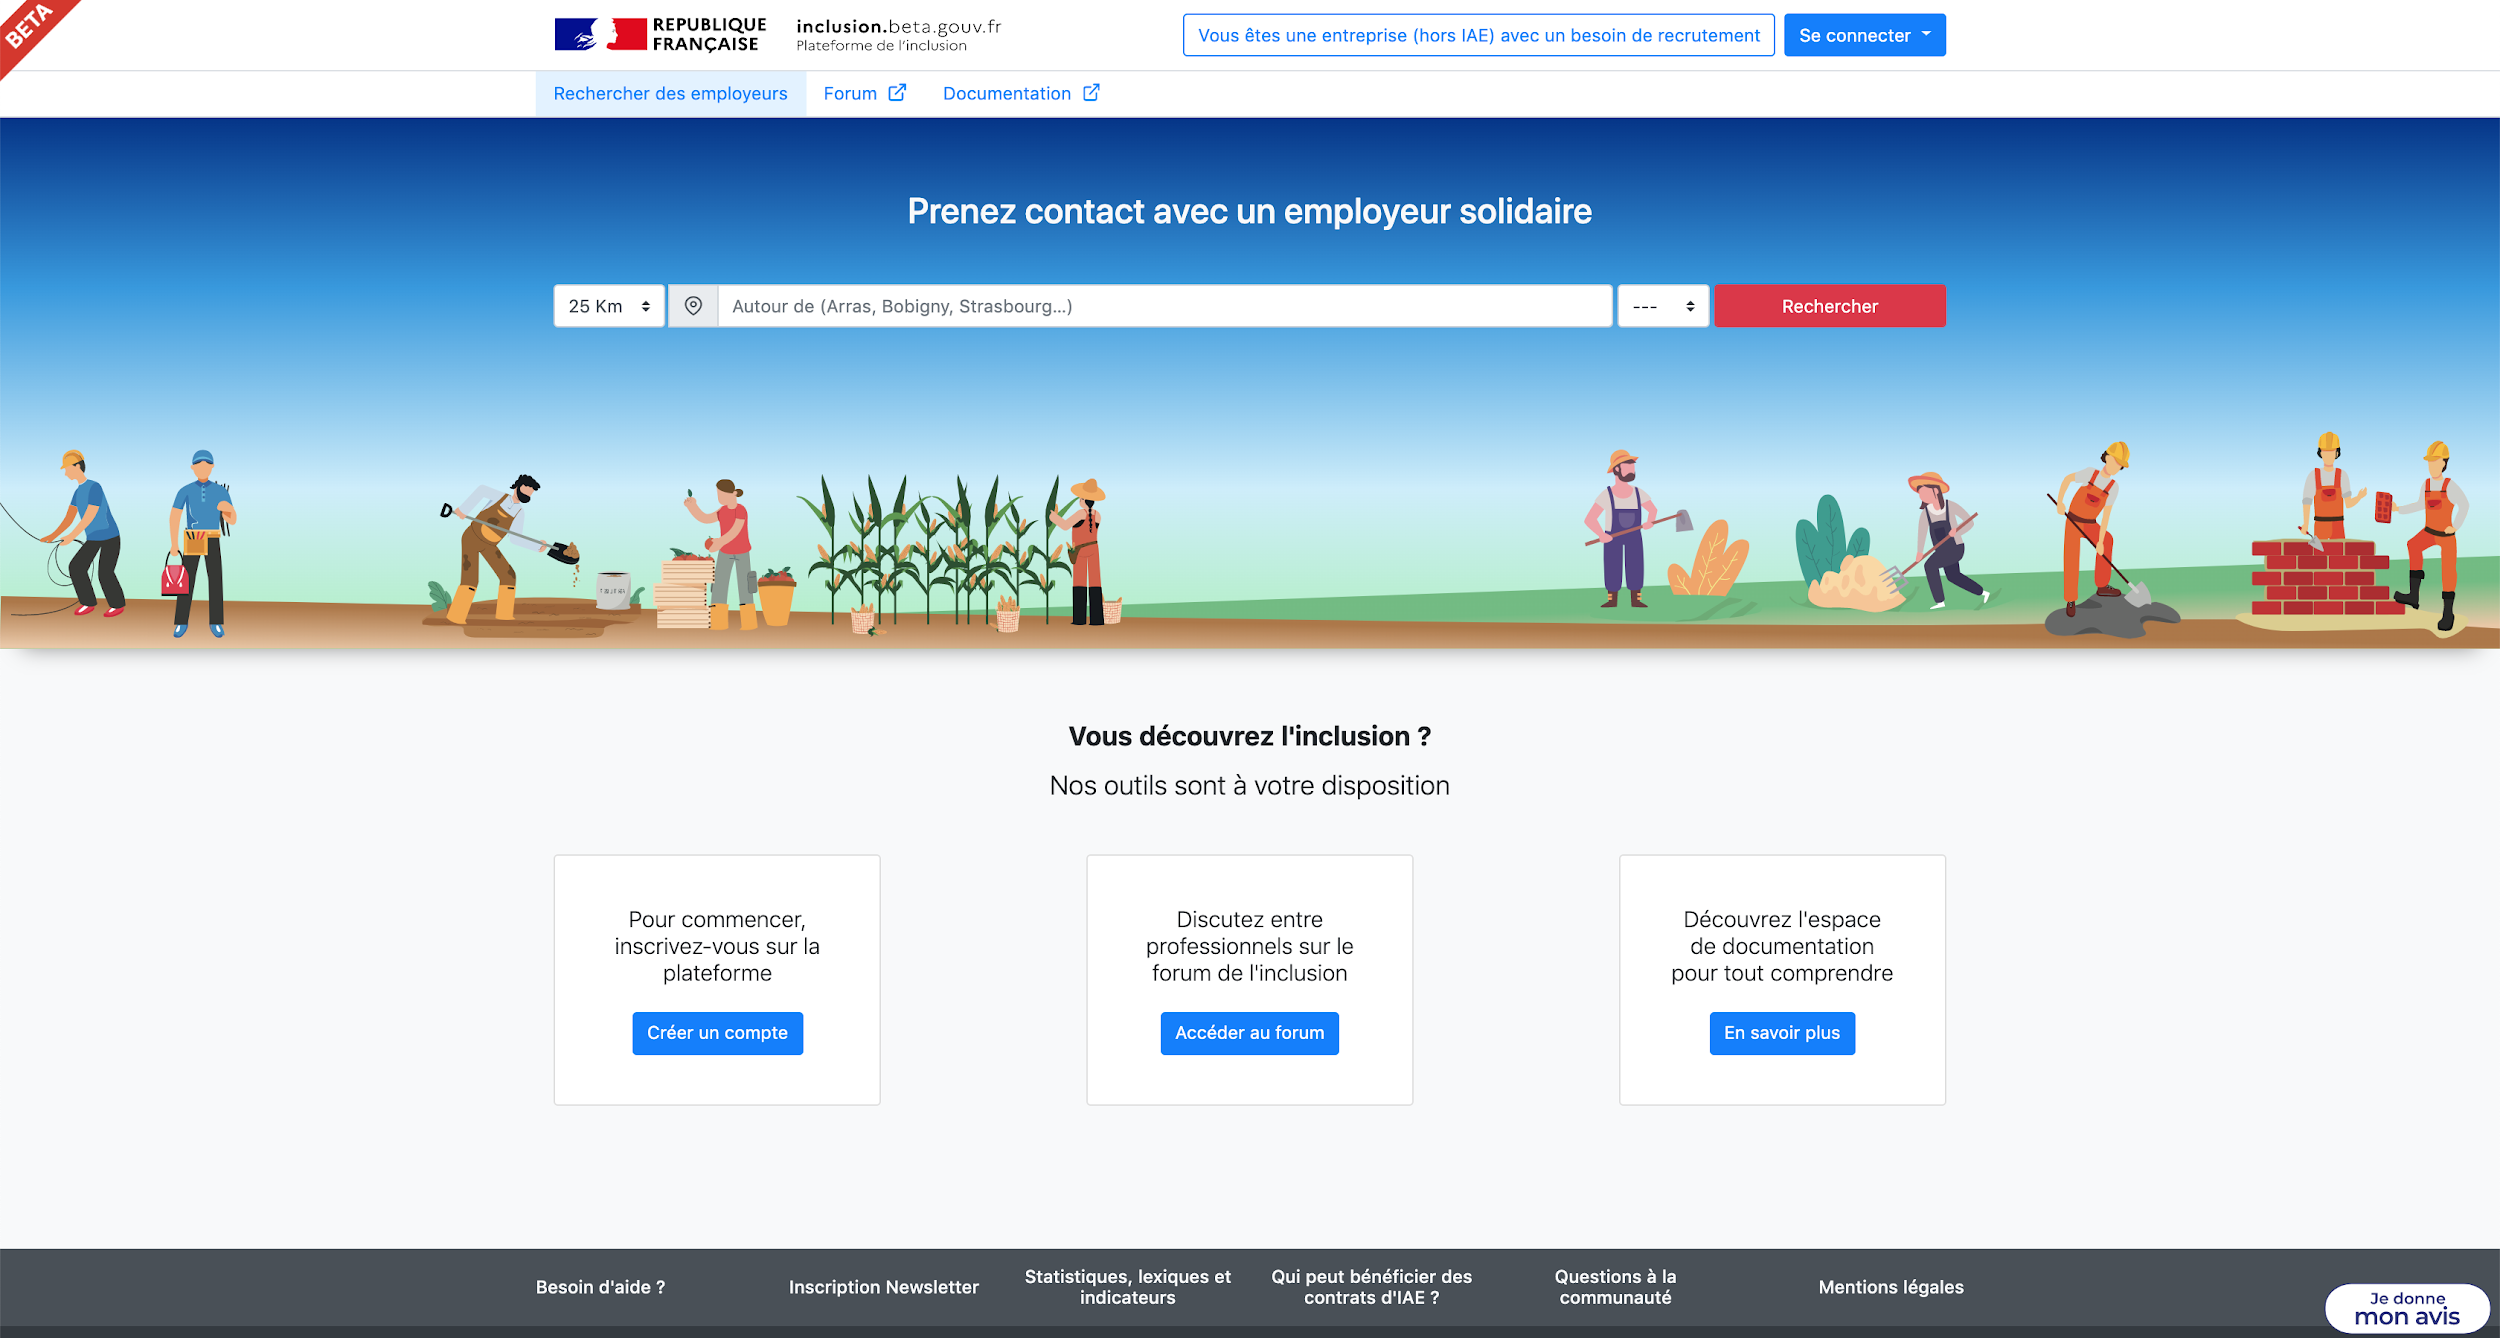 BETA
REPUBLIQUE
FRANÇAISE
inclusion.beta.gouv.fr
Plateforme de l'inclusion
Vous êtes une entreprise (hors IAE) avec un besoin de recrutement
Se connecter
Rechercher des employeurs
Forum
Documentation
Prenez contact avec un employeur solidaire
25 Km
Autour de (Arras, Bobigny, Strasbourg...)
---
Rechercher
Vous découvrez l'inclusion ?
Nos outils sont à votre disposition
Pour commencer,
inscrivez-vous sur la
plateforme
Créer un compte
Discutez entre
professionnels sur le
forum de l'inclusion
Accéder au forum
Découvrez l'espace
de documentation
pour tout comprendre
En savoir plus
Besoin d'aide ?
Inscription Newsletter
Statistiques, lexiques et
indicateurs
Qui peut bénéficier des
contrats d'IAE ?
Questions à la
communauté
Mentions légales
Je donne
mon avis